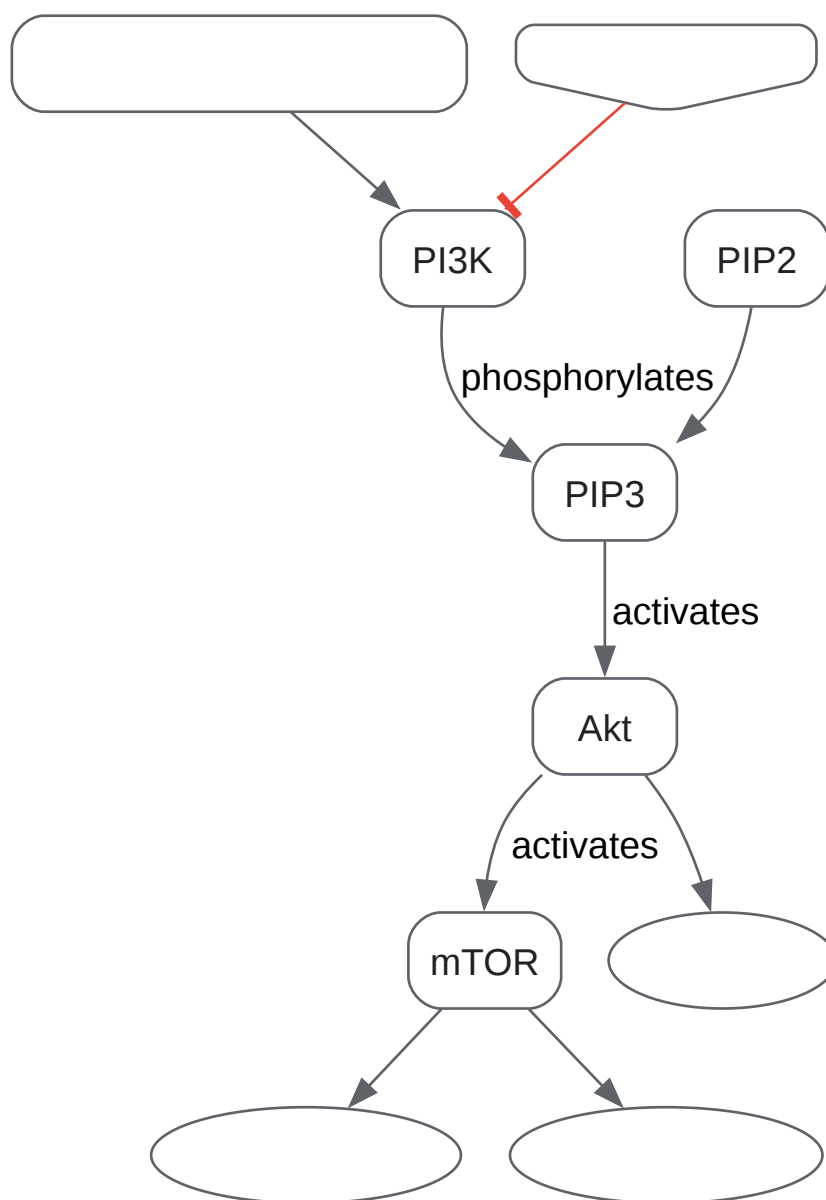 PI3K
PIP2
phosphorylates
PIP3
activates
Akt
activates
mTOR